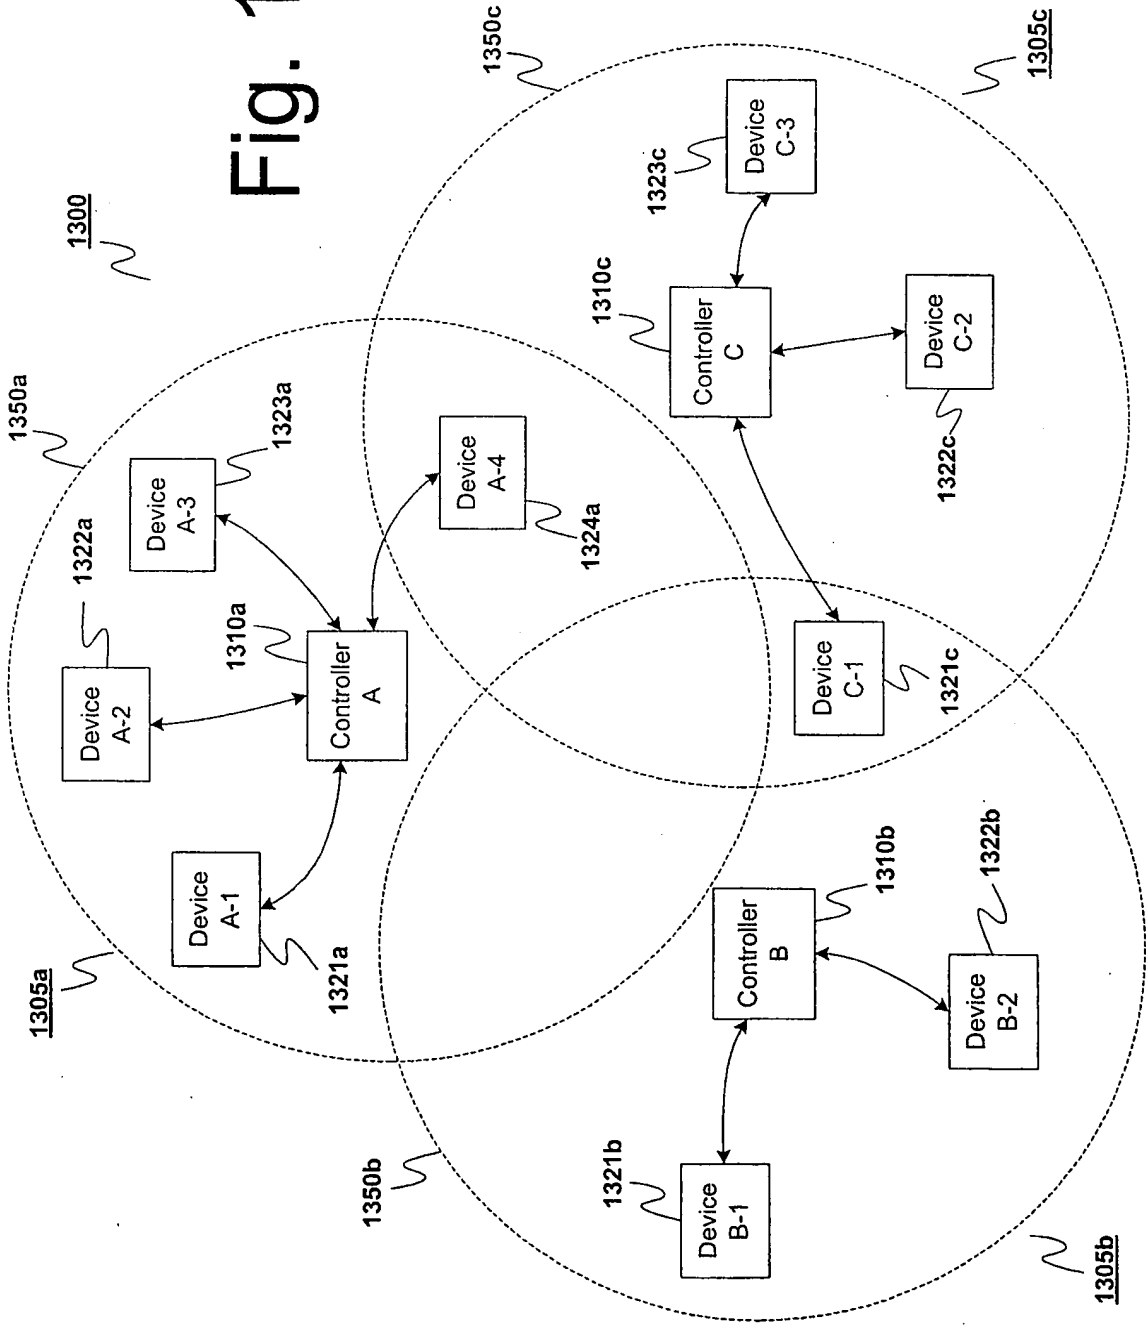 Fig. 1
1300
1305a
1350a
1322a
Device
A-2
Device
A-3
1323a
Device
A-1
1321a
1310a
Controller
A
Device
A-4
1324a
1350b
1305b
1321b
Device
B-1
Controller
B
1310b
Device
B-2
1322b
1350c
1305c
1310c
Controller
C
1323c
Device
C-3
Device
C-2
1322c
Device
C-1
1321c